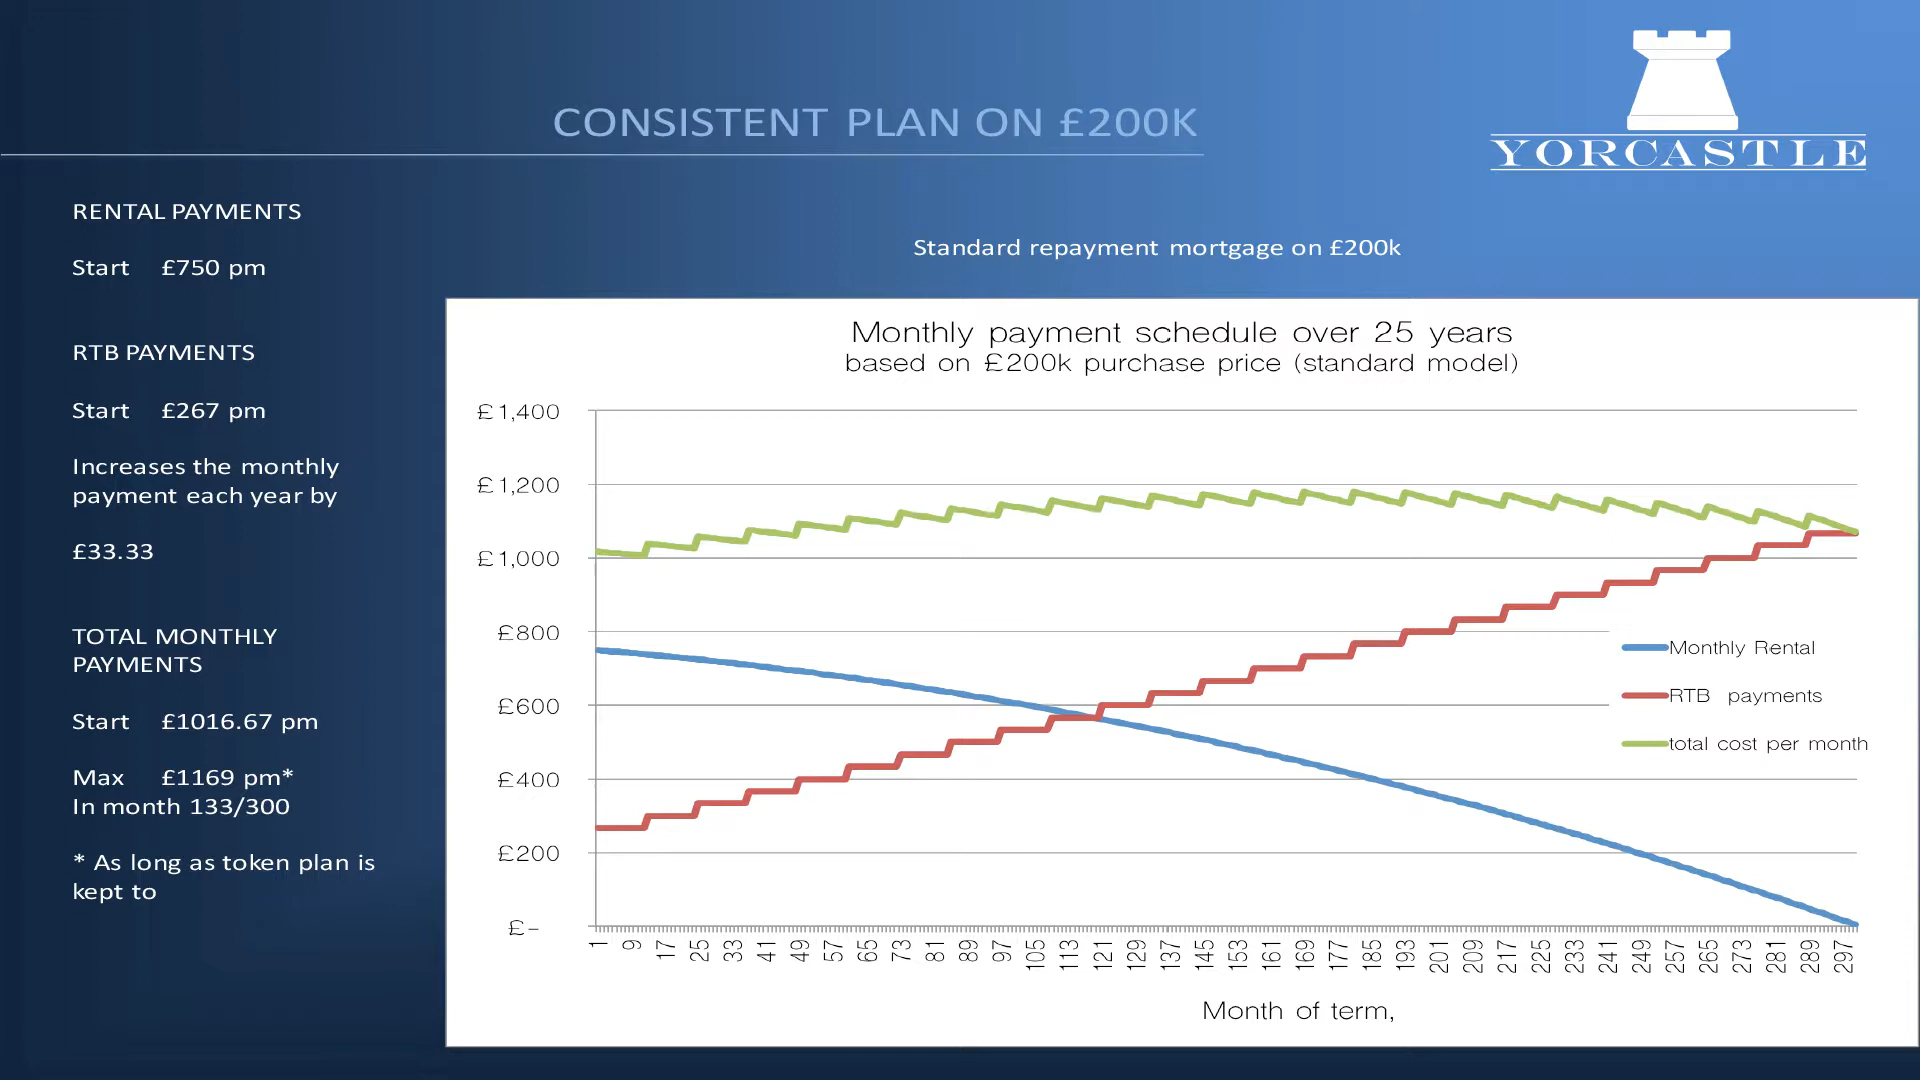 CONSISTENT PLAN ON £200K
YORCASTLE
RENTAL PAYMENTS
Start £750 pm
RTB PAYMENTS
Start £267 pm
Increases the monthly
payment each year by
£33.33
TOTAL MONTHLY
PAYMENTS
Start £1016.67 pm
Max £1169 pm*
In month 133/300
* As long as token plan is
kept to
Standard repayment mortgage on £200k
Monthly payment schedule over 25 years
based on £200k purchase price (standard model)
£1,400
£1,200
£1,000
£800
£600
£400
£200
£-
Monthly Rental
RTB payments
total cost per month
1 9 17 25 33 41 49 57 65 73 81 89 97 105 113 121 129 137 145 153 161 169 177 185 193 201 209 217 225 233 241 249 257 265 273 281 289 297
Month of term,